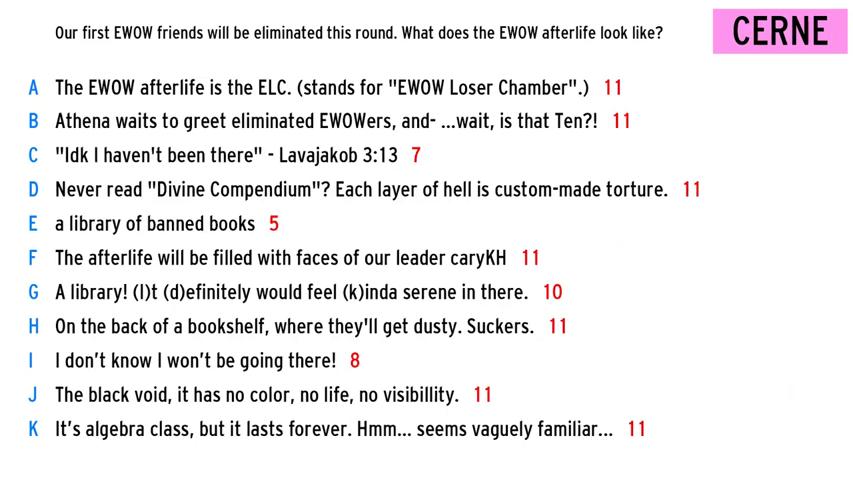 Our first EWOW friends will be eliminated this round. What does the EWOW afterlife look like?
CERNE
A The EWOW afterlife is the ELC. (stands for "EWOW Loser Chamber".) 11
B Athena waits to greet eliminated EWOWers, and- ...wait, is that Ten?! 11
C "Idk I haven't been there" - Lavajakob 3:13 7
D Never read "Divine Compendium"? Each layer of hell is custom-made torture. 11
E a library of banned books 5
F The afterlife will be filled with faces of our leader caryKH 11
G A library! (I)t (d)efinitely would feel (k)inda serene in there. 10
H On the back of a bookshelf, where they'll get dusty. Suckers. 11
I I don’t know I won’t be going there! 8
J The black void, it has no color, no life, no visibillity. 11
K It’s algebra class, but it lasts forever. Hmm... seems vaguely familiar... 11